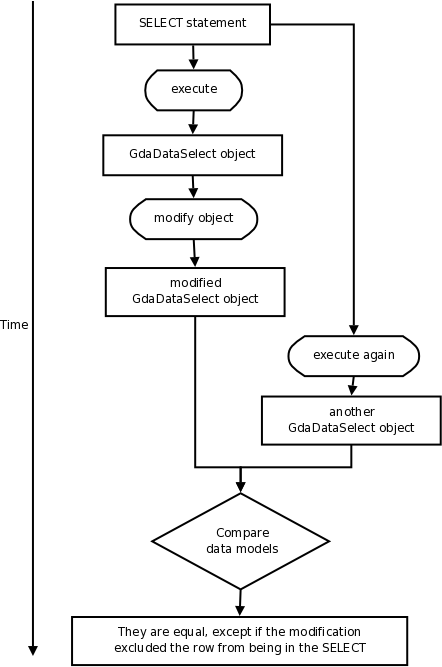 SELECT statement
execute
GdaDataSelect object
modify object
modified
GdaDataSelect object
Time
execute again
another
GdaDataSelect object
Compare
data models
They are equal, except if the modification
excluded the row from being in the SELECT